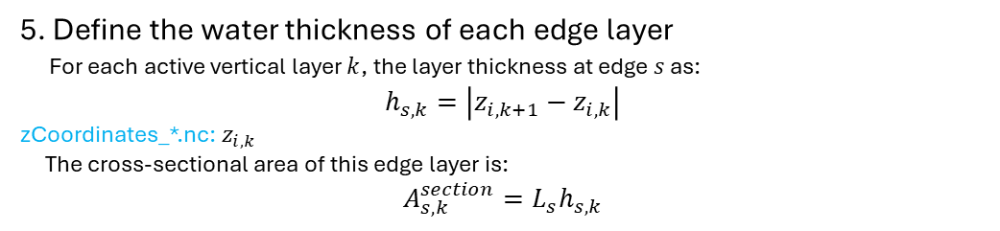 5. Define the water thickness of each edge layer
For each active vertical layer k, the layer thickness at edge s as:
h_{s,k} = |z_{i,k+1} − z_{i,k}|
zCoordinates_*.nc: z_{i,k}
The cross-sectional area of this edge layer is:
A_{s,k}^{section} = L_s h_{s,k}